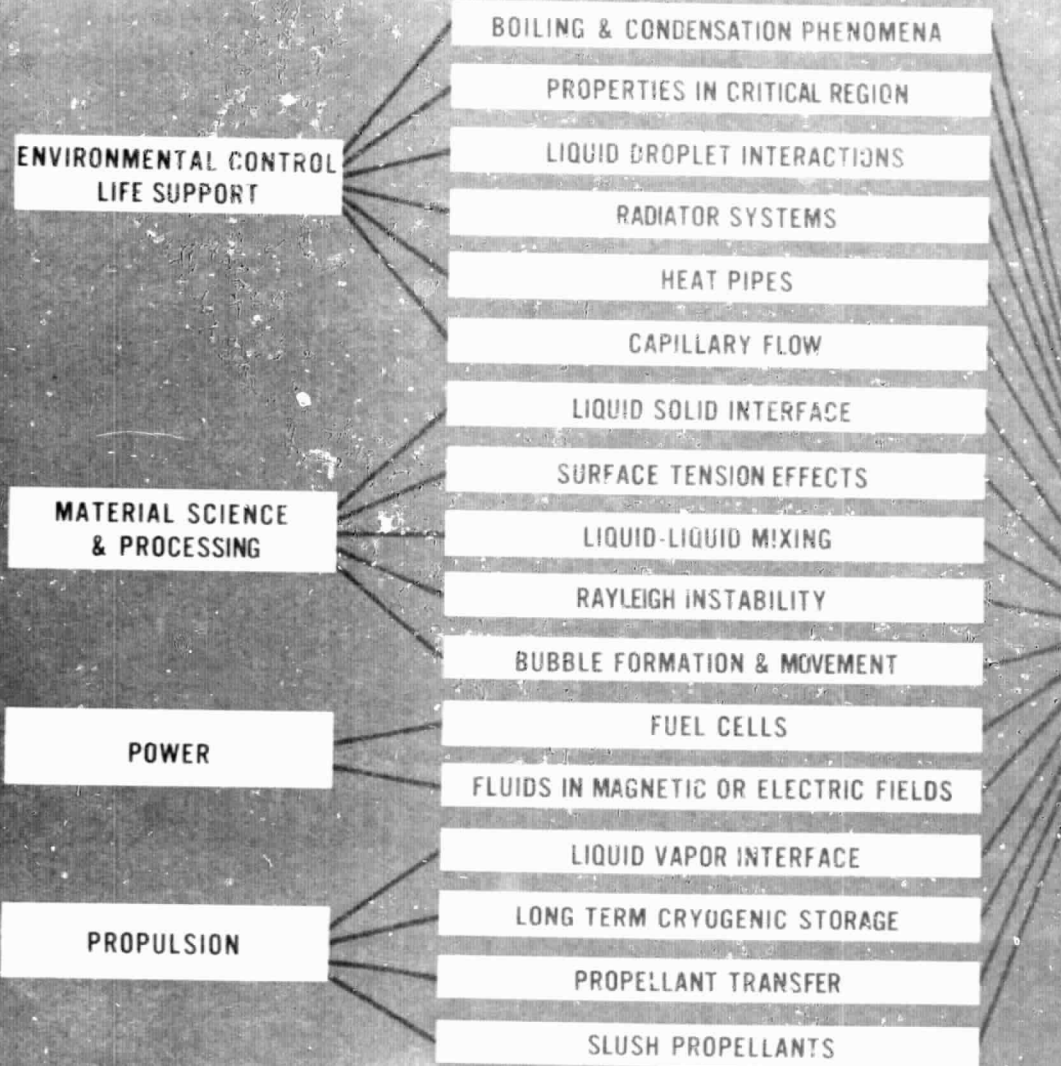 BOILING & CONDENSATION PHENOMENA
PROPERTIES IN CRITICAL REGION
ENVIRONMENTAL CONTROL
LIFE SUPPORT
LIQUID DROPLET INTERACTIONS
RADIATOR SYSTEMS
HEAT PIPES
CAPILLARY FLOW
LIQUID SOLID INTERFACE
SURFACE TENSION EFFECTS
MATERIAL SCIENCE
& PROCESSING
LIQUID-LIQUID MIXING
RAYLEIGH INSTABILITY
BUBBLE FORMATION & MOVEMENT
POWER
FUEL CELLS
FLUIDS IN MAGNETIC OR ELECTRIC FIELDS
LIQUID VAPOR INTERFACE
PROPULSION
LONG TERM CRYOGENIC STORAGE
PROPELLANT TRANSFER
SLUSH PROPELLANTS